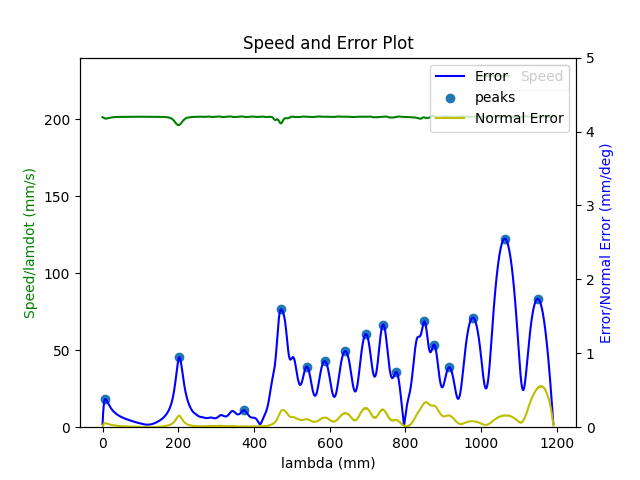 Speed and Error Plot
Speed/lamdot (mm/s)
200
150
100
50
0
5
4
3
2
1
0
Error/Normal Error (mm/deg)
Error
Speed
peaks
Normal Error
0
200
400
600
800
1000
1200
lambda (mm)